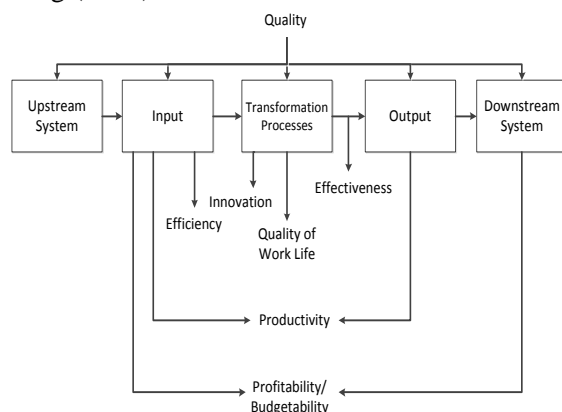 Quality
Upstream
System
Input
Transformation
Processes
Output
Downstream
System
Efficiency
Innovation
Quality of
Work Life
Effectiveness
Productivity
Profitability/
Budgetability